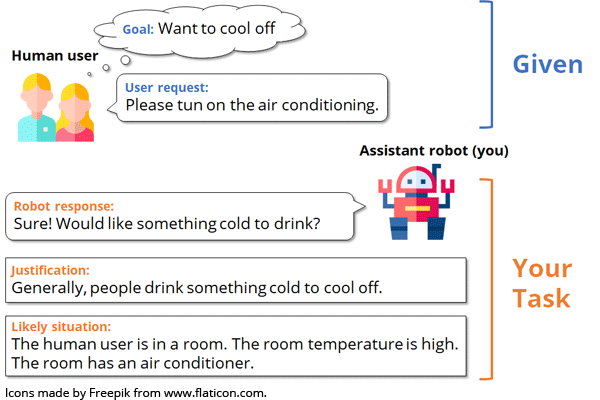 Goal: Want to cool off
Human user
Given
User request:
Please tun on the air conditioning.
Assistant robot (you)
Robot response:
Sure! Would like something cold to drink?
Justification:
Generally, people drink something cold to cool off.
Your
Task
Likely situation:
The human user is in a room. The room temperature is high.
The room has an air conditioner.
Icons made by Freepik from www.flaticon.com.